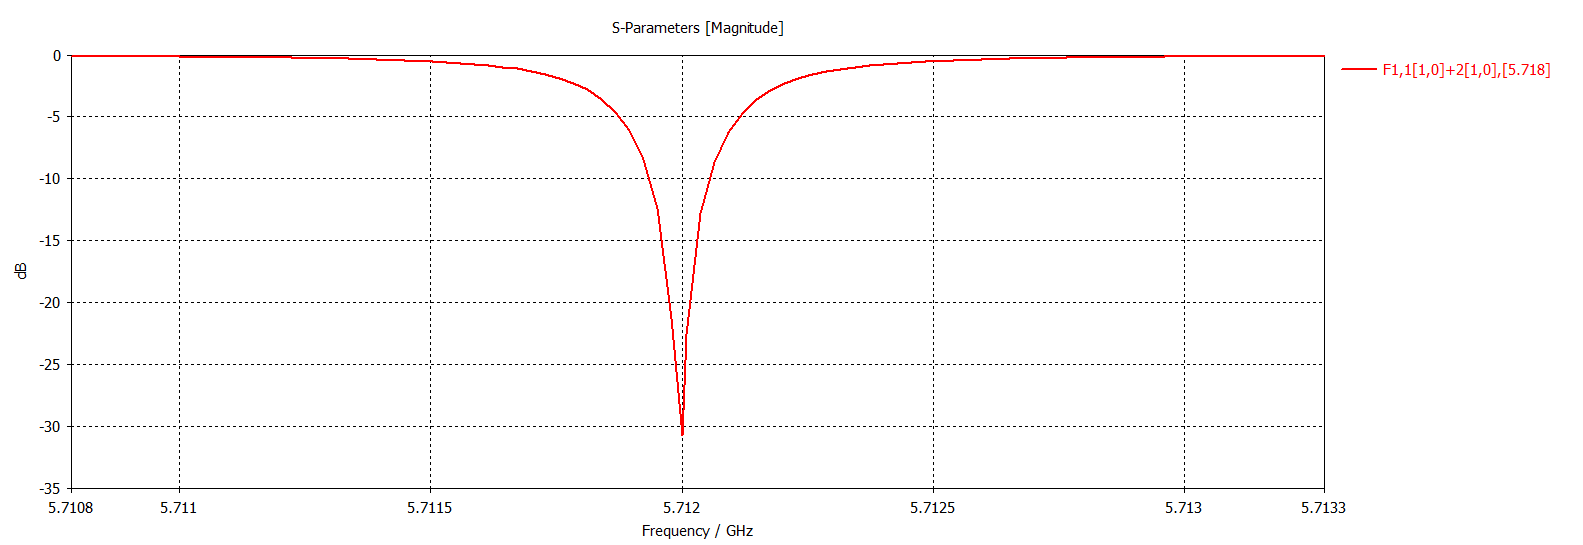 S-Parameters [Magnitude]
F1,1[1,0]+2[1,0],[5.718]
0
-5
-10
-15
-20
-25
-30
-35
dB
5.7108 5.711 5.7115 5.712 5.7125 5.713 5.7133
Frequency / GHz